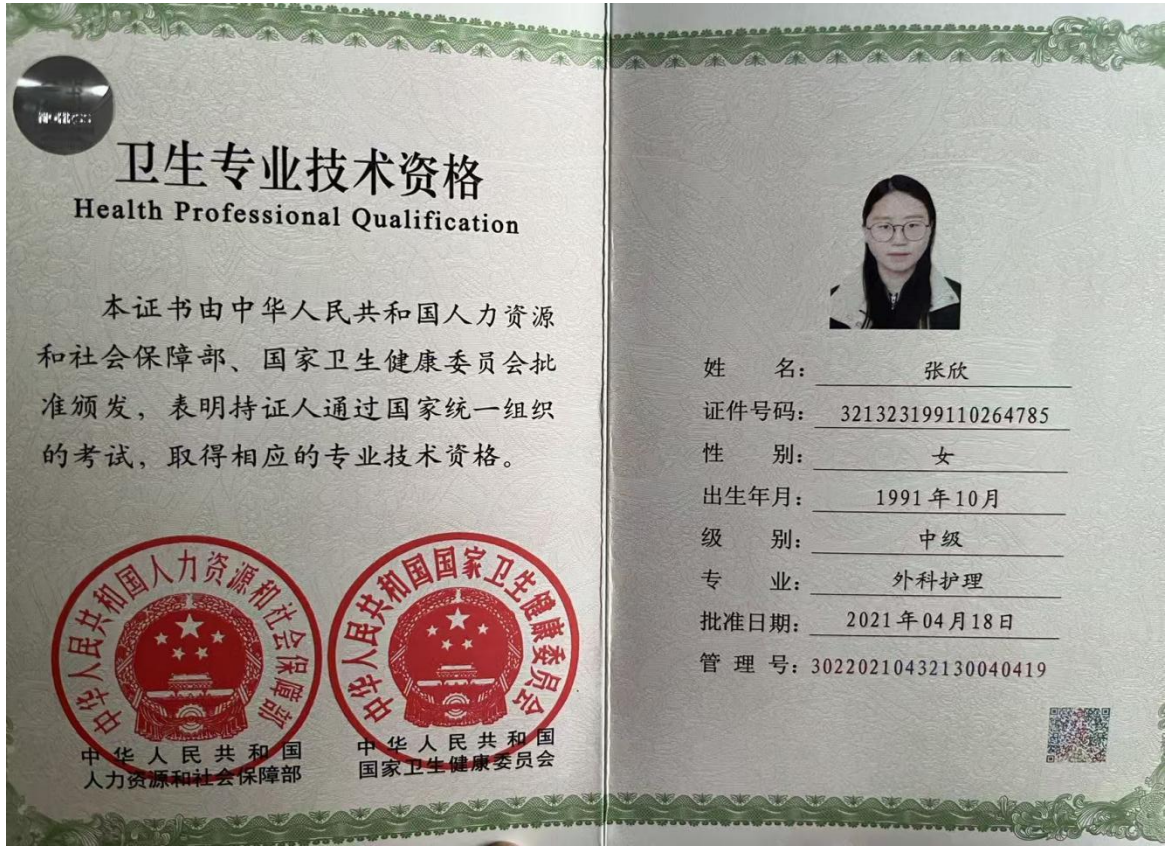 卫生专业技术资格
Health Professional Qualification
本证书由中华人民共和国人力资源
和社会保障部、国家卫生健康委员会批
准颁发，表明持证人通过国家统一组织
的考试，取得相应的专业技术资格。
中华人民共和国人力资源和社会保障部
中华人民共和国
人力资源和社会保障部
中华人民共和国国家卫生健康委员会
中华人民共和国
国家卫生健康委员会
姓 名：张欣
证件号码：321323199110264785
性 别：女
出生年月：1991年10月
级 别：中级
专 业：外科护理
批准日期：2021年04月18日
管 理 号：30220210432130040419